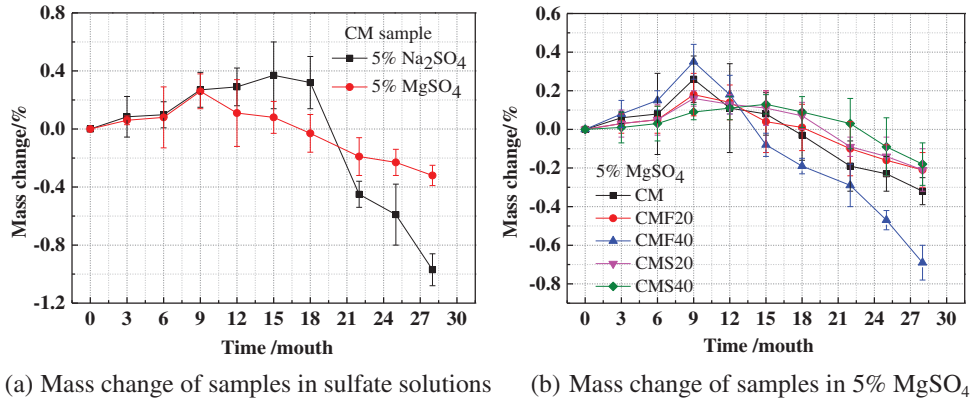 (a)
0.8
0.4
0.0
-0.4
-0.8
-1.2
Mass change/%
CM sample
5% Na₂SO₄
5% MgSO₄
0 3 6 9 12 15 18 21 24 27 30
Time /mouth
(b)
0.6
0.4
0.2
0.0
-0.2
-0.4
-0.6
-0.8
Mass change/%
5% MgSO₄
CM
CMF20
CMF40
CMS20
CMS40
0 3 6 9 12 15 18 21 24 27 30
Time /mouth
(a) Mass change of samples in sulfate solutions
(b) Mass change of samples in 5% MgSO₄